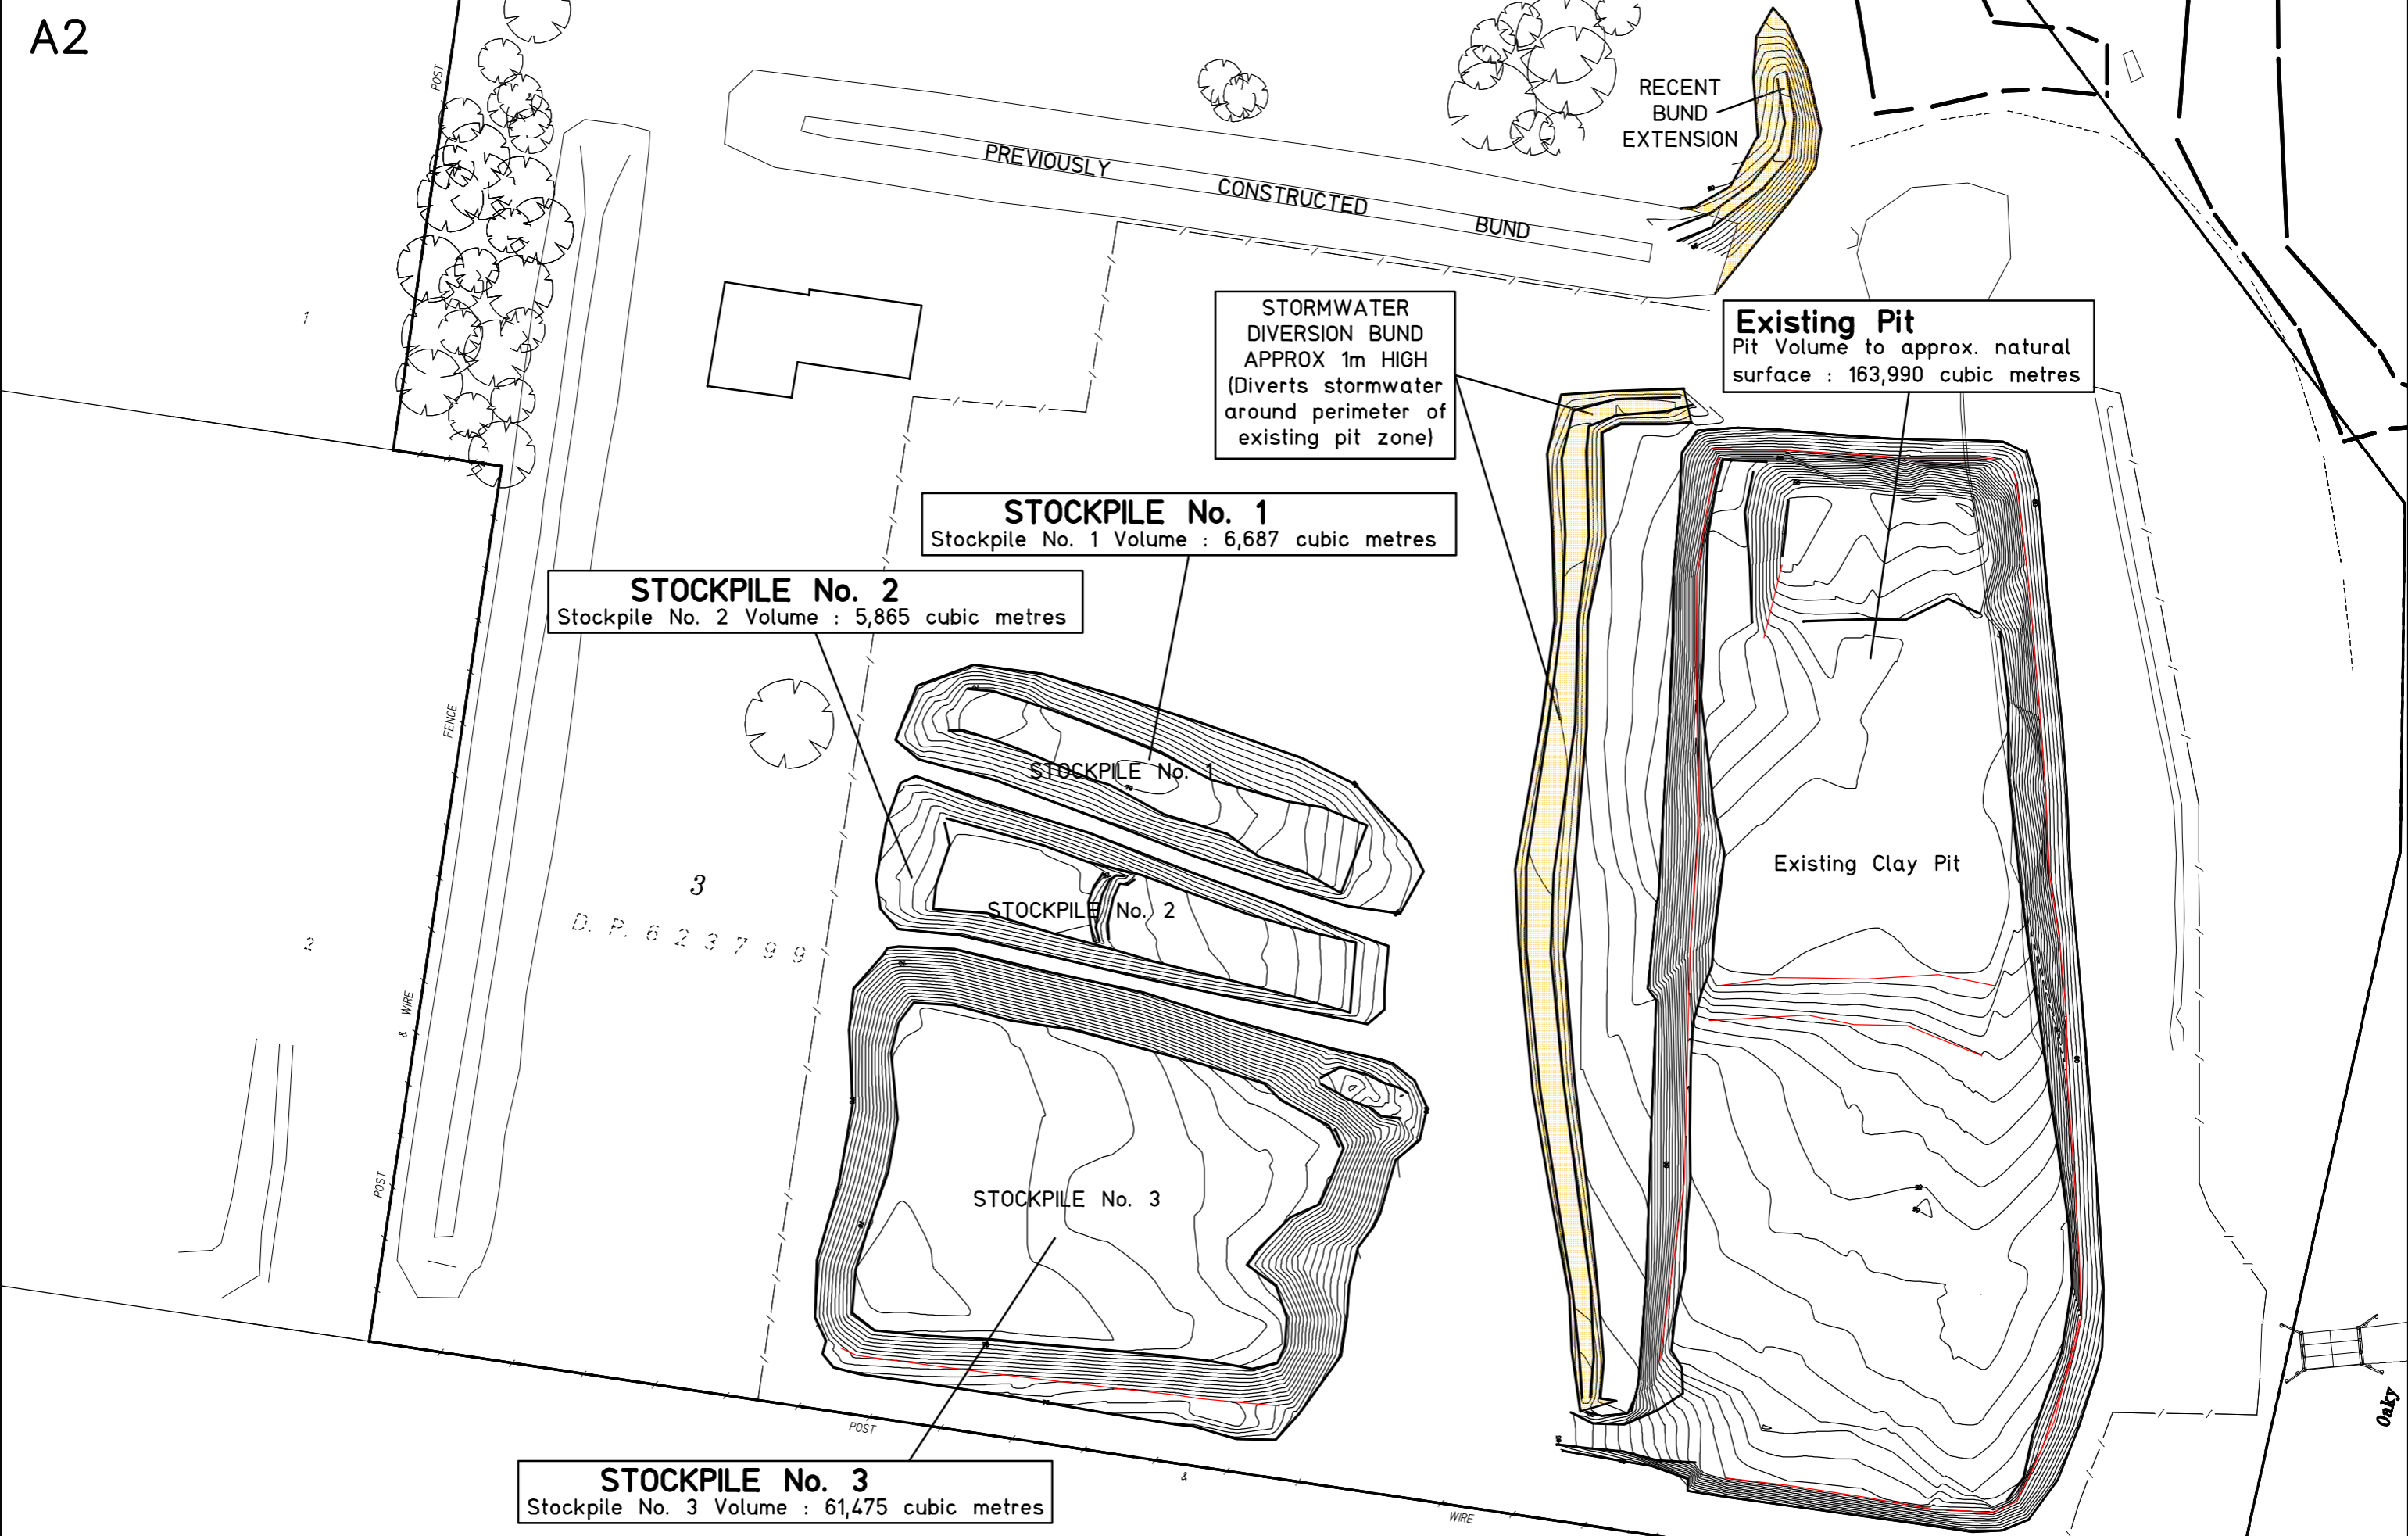 A2
POST
RECENT
BUND
EXTENSION
PREVIOUSLY CONSTRUCTED BUND
1
STORMWATER
DIVERSION BUND
APPROX 1m HIGH
(Diverts stormwater
around perimeter of
existing pit zone)
Existing Pit
Pit Volume to approx. natural
surface : 163,990 cubic metres
STOCKPILE No. 1
Stockpile No. 1 Volume : 6,687 cubic metres
STOCKPILE No. 2
Stockpile No. 2 Volume : 5,865 cubic metres
FENCE
STOCKPILE No. 1
Existing Clay Pit
3
STOCKPILE No. 2
D. P. 623799
2
& WIRE
POST
STOCKPILE No. 3
Oaky
POST
&
WIRE
STOCKPILE No. 3
Stockpile No. 3 Volume : 61,475 cubic metres